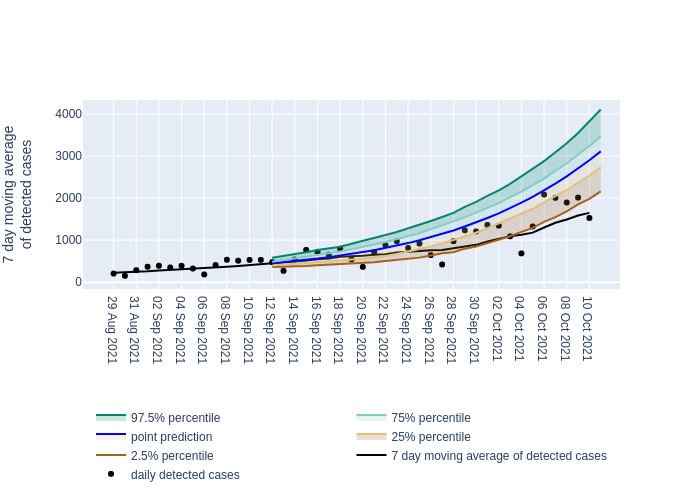 7 day moving average
of detected cases
4000
3000
2000
1000
0
29 Aug 2021
31 Aug 2021
02 Sep 2021
04 Sep 2021
06 Sep 2021
08 Sep 2021
10 Sep 2021
12 Sep 2021
14 Sep 2021
16 Sep 2021
18 Sep 2021
20 Sep 2021
22 Sep 2021
24 Sep 2021
26 Sep 2021
28 Sep 2021
30 Sep 2021
02 Oct 2021
04 Oct 2021
06 Oct 2021
08 Oct 2021
10 Oct 2021
97.5% percentile
75% percentile
point prediction
25% percentile
2.5% percentile
7 day moving average of detected cases
daily detected cases